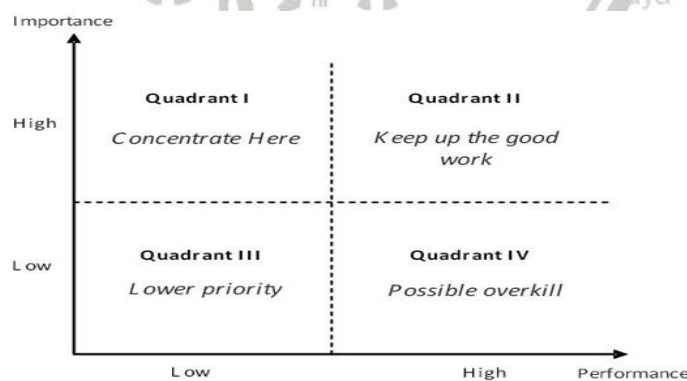 Importance
Quadrant I
Quadrant II
High
Concentrate Here
Keep up the good
work
Quadrant III
Quadrant IV
Low
Lower priority
Possible overkill
Low
High
Performance